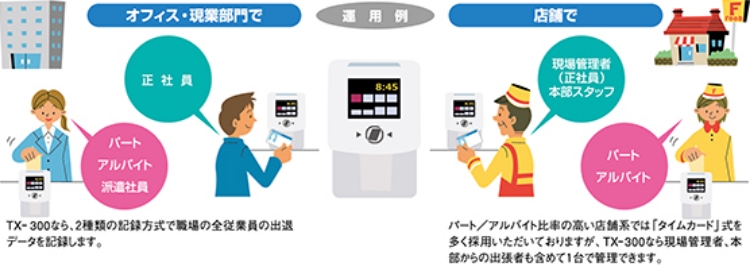 オフィス・現業部門で
運用例
店舗で
F
FOOD
正社員
現場管理者
（正社員）
本部スタッフ
8:45
パート
アルバイト
派遣社員
パート
アルバイト
F
TX-300なら、2種類の記録方式で職場の全従業員の出退
データを記録します。
パート／アルバイト比率の高い店舗系では「タイムカード」式を
多く採用いただいておりますが、TX-300なら現場管理者、本
部からの出張者も含めて1台で管理できます。